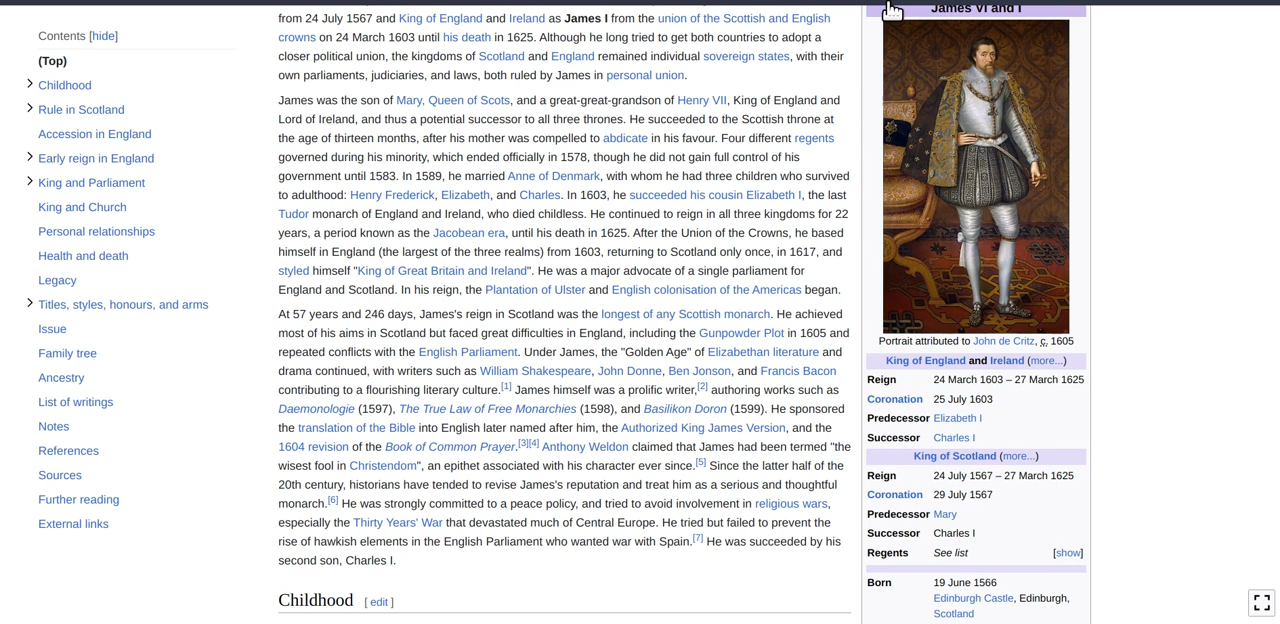 Contents [hide]
(Top)
Childhood
Rule in Scotland
Accession in England
Early reign in England
King and Parliament
King and Church
Personal relationships
Health and death
Legacy
Titles, styles, honours, and arms
Issue
Family tree
Ancestry
List of writings
Notes
References
Sources
Further reading
External links
from 24 July 1567 and King of England and Ireland as James I from the union of the Scottish and English
crowns on 24 March 1603 until his death in 1625. Although he long tried to get both countries to adopt a
closer political union, the kingdoms of Scotland and England remained individual sovereign states, with their
own parliaments, judiciaries, and laws, both ruled by James in personal union.
James was the son of Mary, Queen of Scots, and a great-great-grandson of Henry VII, King of England and
Lord of Ireland, and thus a potential successor to all three thrones. He succeeded to the Scottish throne at
the age of thirteen months, after his mother was compelled to abdicate in his favour. Four different regents
governed during his minority, which ended officially in 1578, though he did not gain full control of his
government until 1583. In 1589, he married Anne of Denmark, with whom he had three children who survived
to adulthood: Henry Frederick, Elizabeth, and Charles. In 1603, he succeeded his cousin Elizabeth I, the last
Tudor monarch of England and Ireland, who died childless. He continued to reign in all three kingdoms for 22
years, a period known as the Jacobean era, until his death in 1625. After the Union of the Crowns, he based
himself in England (the largest of the three realms) from 1603, returning to Scotland only once, in 1617, and
styled himself "King of Great Britain and Ireland". He was a major advocate of a single parliament for
England and Scotland. In his reign, the Plantation of Ulster and English colonisation of the Americas began.
At 57 years and 246 days, James's reign in Scotland was the longest of any Scottish monarch. He achieved
most of his aims in Scotland but faced great difficulties in England, including the Gunpowder Plot in 1605 and
repeated conflicts with the English Parliament. Under James, the "Golden Age" of Elizabethan literature and
drama continued, with writers such as William Shakespeare, John Donne, Ben Jonson, and Francis Bacon
contributing to a flourishing literary culture.[1] James himself was a prolific writer,[2] authoring works such as
Daemonologie (1597), The True Law of Free Monarchies (1598), and Basilikon Doron (1599). He sponsored
the translation of the Bible into English later named after him, the Authorized King James Version, and the
1604 revision of the Book of Common Prayer.[3][4] Anthony Weldon claimed that James had been termed "the
wisest fool in Christendom", an epithet associated with his character ever since.[5] Since the latter half of the
20th century, historians have tended to revise James's reputation and treat him as a serious and thoughtful
monarch.[6] He was strongly committed to a peace policy, and tried to avoid involvement in religious wars,
especially the Thirty Years' War that devastated much of Central Europe. He tried but failed to prevent the
rise of hawkish elements in the English Parliament who wanted war with Spain.[7] He was succeeded by his
second son, Charles I.
Childhood [ edit ]
James VI and I
Portrait attributed to John de Critz, c. 1605
King of England and Ireland (more...)
Reign 24 March 1603 – 27 March 1625
Coronation 25 July 1603
Predecessor Elizabeth I
Successor Charles I
King of Scotland (more...)
Reign 24 July 1567 – 27 March 1625
Coronation 29 July 1567
Predecessor Mary
Successor Charles I
Regents See list [show]
Born 19 June 1566
Edinburgh Castle, Edinburgh,
Scotland